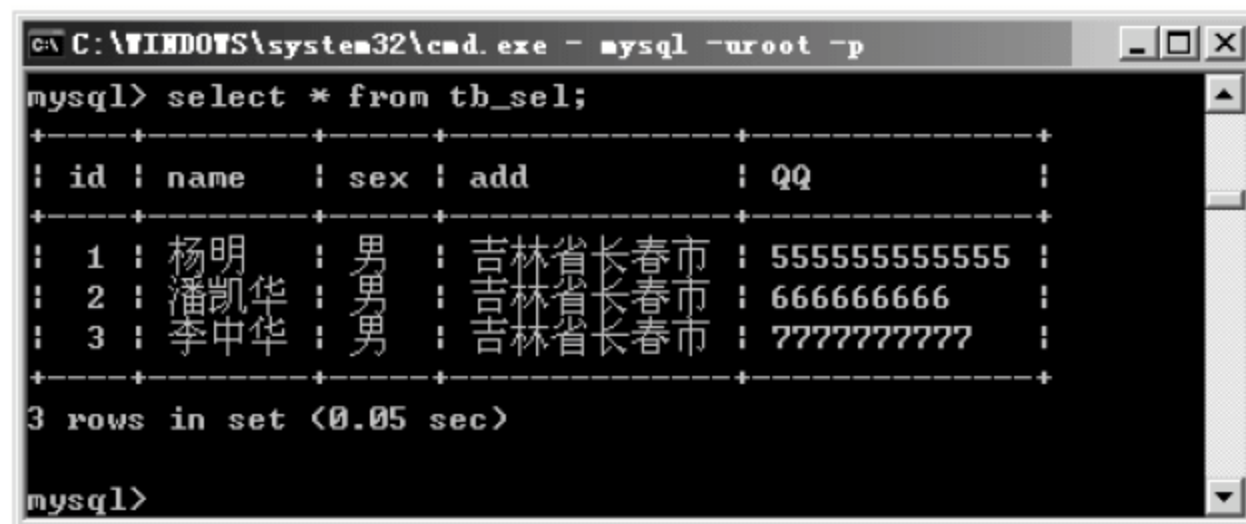 C:\WINDOWS\system32\cmd.exe - mysql -uroot -p
mysql> select * from tb_sel;
+----+--------+-----+--------------+--------------+
| id | name | sex | add | QQ |
+----+--------+-----+--------------+--------------+
| 1 | 杨明 | 男 | 吉林省长春市 | 555555555555 |
| 2 | 潘凯华 | 男 | 吉林省长春市 | 666666666 |
| 3 | 李中华 | 男 | 吉林省长春市 | 7777777777 |
+----+--------+-----+--------------+--------------+
3 rows in set (0.05 sec)
mysql>